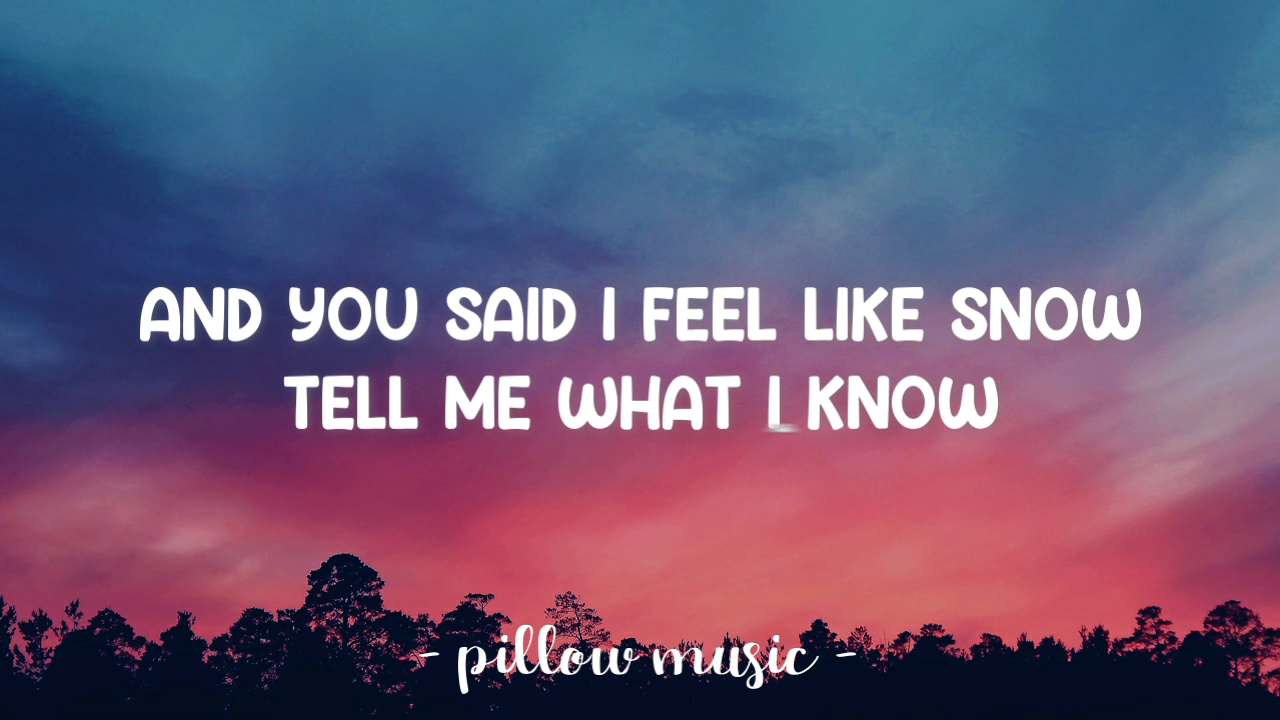 AND YOU SAID I FEEL LIKE SNOW
TELL ME WHAT I KNOW
- pillow music -